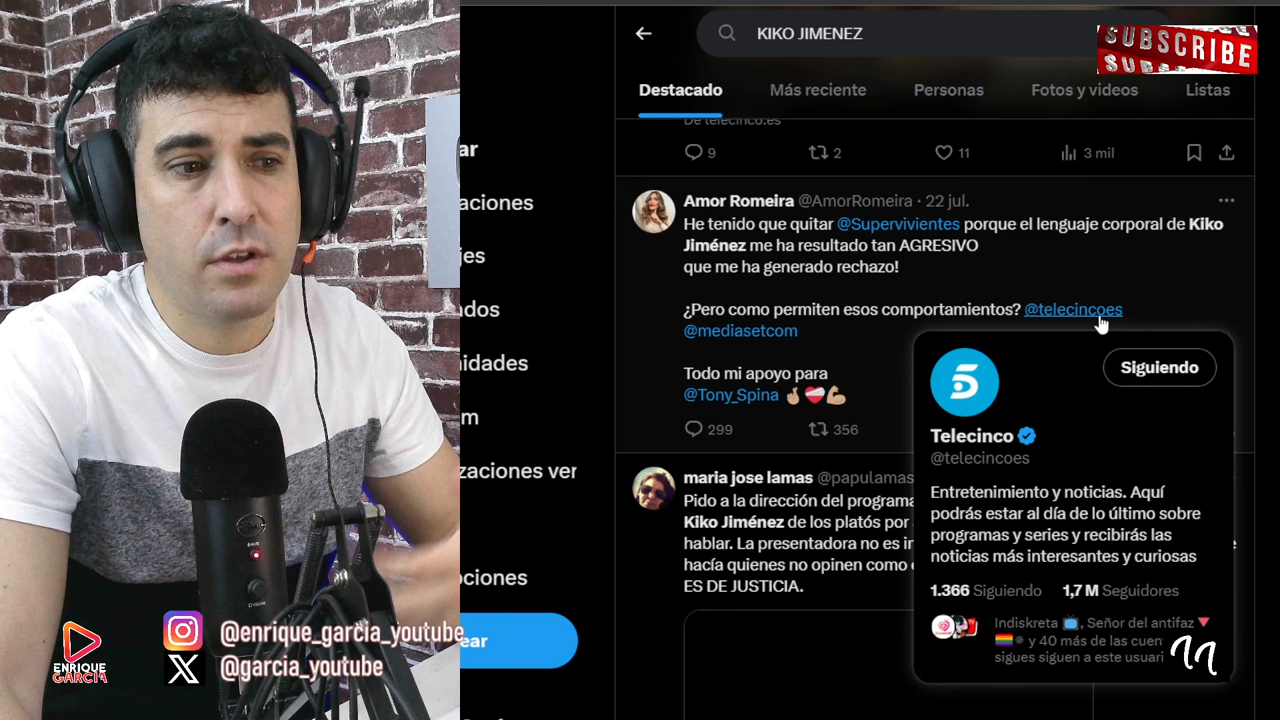 KIKO JIMENEZ
SUBSCRIBE
Destacado
Más reciente
Personas
Fotos y videos
Listas
De telecinco.es
9
2
11
3 mil
ar
aciones
es
dos
idades
m
zaciones ver
ociones
ear
Amor Romeira @AmorRomeira · 22 jul.
He tenido que quitar @Supervivientes porque el lenguaje corporal de Kiko
Jiménez me ha resultado tan AGRESIVO
que me ha generado rechazo!
¿Pero como permiten esos comportamientos? @telecincoes
@mediasetcom
Todo mi apoyo para
@Tony_Spina
299
356
maria jose lamas @papulamas
Pido a la dirección del programa
Kiko Jiménez de los platós por
hablar. La presentadora no es
hacía quienes no opinen como
ES DE JUSTICIA.
Siguiendo
Telecinco
@telecincoes
Entretenimiento y noticias. Aquí
podrás estar al día de lo último sobre
programas y series y recibirás las
noticias más interesantes y curiosas
1.366 Siguiendo
1,7 M Seguidores
Indiskreta , Señor del antifaz
y 40 más de las cuen
sigues siguen a este usuari
ENRIQUE
GARCIA
@enrique_garcia_youtube
@garcia_youtube